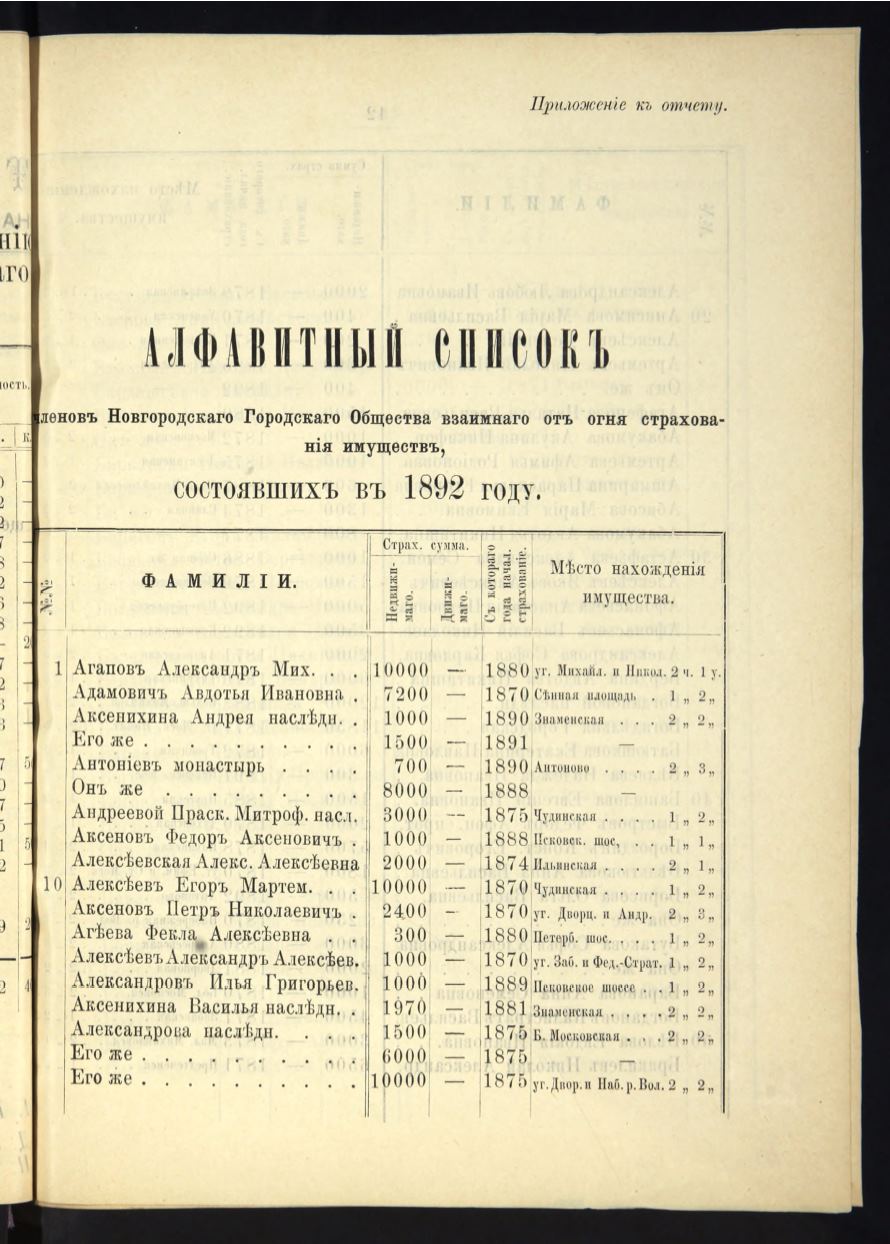 Приложеніе къ отчету.
АЛФАВИТНЫЙ СПИСОКЪ
членовъ Новгородскаго Городскаго Общества взаимнаго отъ огня страхова-
нія имуществъ,
СОСТОЯВШИХЪ ВЪ 1892 ГОДУ.
№№ ФАМИЛІИ. Страх. сумма. Недвижи-маго. Движи-маго. Съ котораго года начал. страхованіе. Мѣсто нахожденія имущества.
1 Агаповъ Александръ Мих. . . 10000 — 1880 уг. Михайл. и Никол. 2 ч. 1 у.
Адамовичъ Авдотья Ивановна . 7200 — 1870 Сѣнная площадь . 1 „ 2„
Аксенихина Андрея наслѣдн. . 1000 — 1890 Знаменская . . . 2 „ 2„
Его же . . . . . . . . . . 1500 — 1891 —
Антоніевъ монастырь . . . . 700 — 1890 Антоново . . . . 2 „ 3„
Онъ же . . . . . . . . . 8000 — 1888 —
Андреевой Праск. Митроф. насл. 3000 — 1875 Чудинская . . . . 1 „ 2„
Аксеновъ Федоръ Аксеновичъ . 1000 — 1888 Псковск. шос. . . 1 „ 1„
Алексѣевская Алекс. Алексѣевна 2000 — 1874 Ильинская . . . . 2 „ 1„
10 Алексѣевъ Егоръ Мартем. . . 10000 — 1870 Чудинская . . . . 1 „ 2„
Аксеновъ Петръ Николаевичъ . 2400 — 1870 уг. Дворц. и Андр. 2 „ 3„
Агѣева Фекла Алексѣевна . . 300 — 1880 Петерб. шос. . . . 1 „ 2„
Алексѣевъ Александръ Алексѣев. 1000 — 1870 уг. Заб. и Фед.-Страт. 1 „ 2„
Александровъ Илья Григорьев. 1000 — 1889 Псковское шоссе . . 1 „ 2„
Аксенихина Василья наслѣдн. . 1970 — 1881 Знаменская . . . . 2 „ 2„
Александрова наслѣдн. . . . 1500 — 1875 Б. Московская . . . 2 „ 2„
Его же . . . . . . . . . . 6000 — 1875 —
Его же . . . . . . . . . . 10000 — 1875 уг. Двор. и Наб. р. Вол. 2 „ 2„